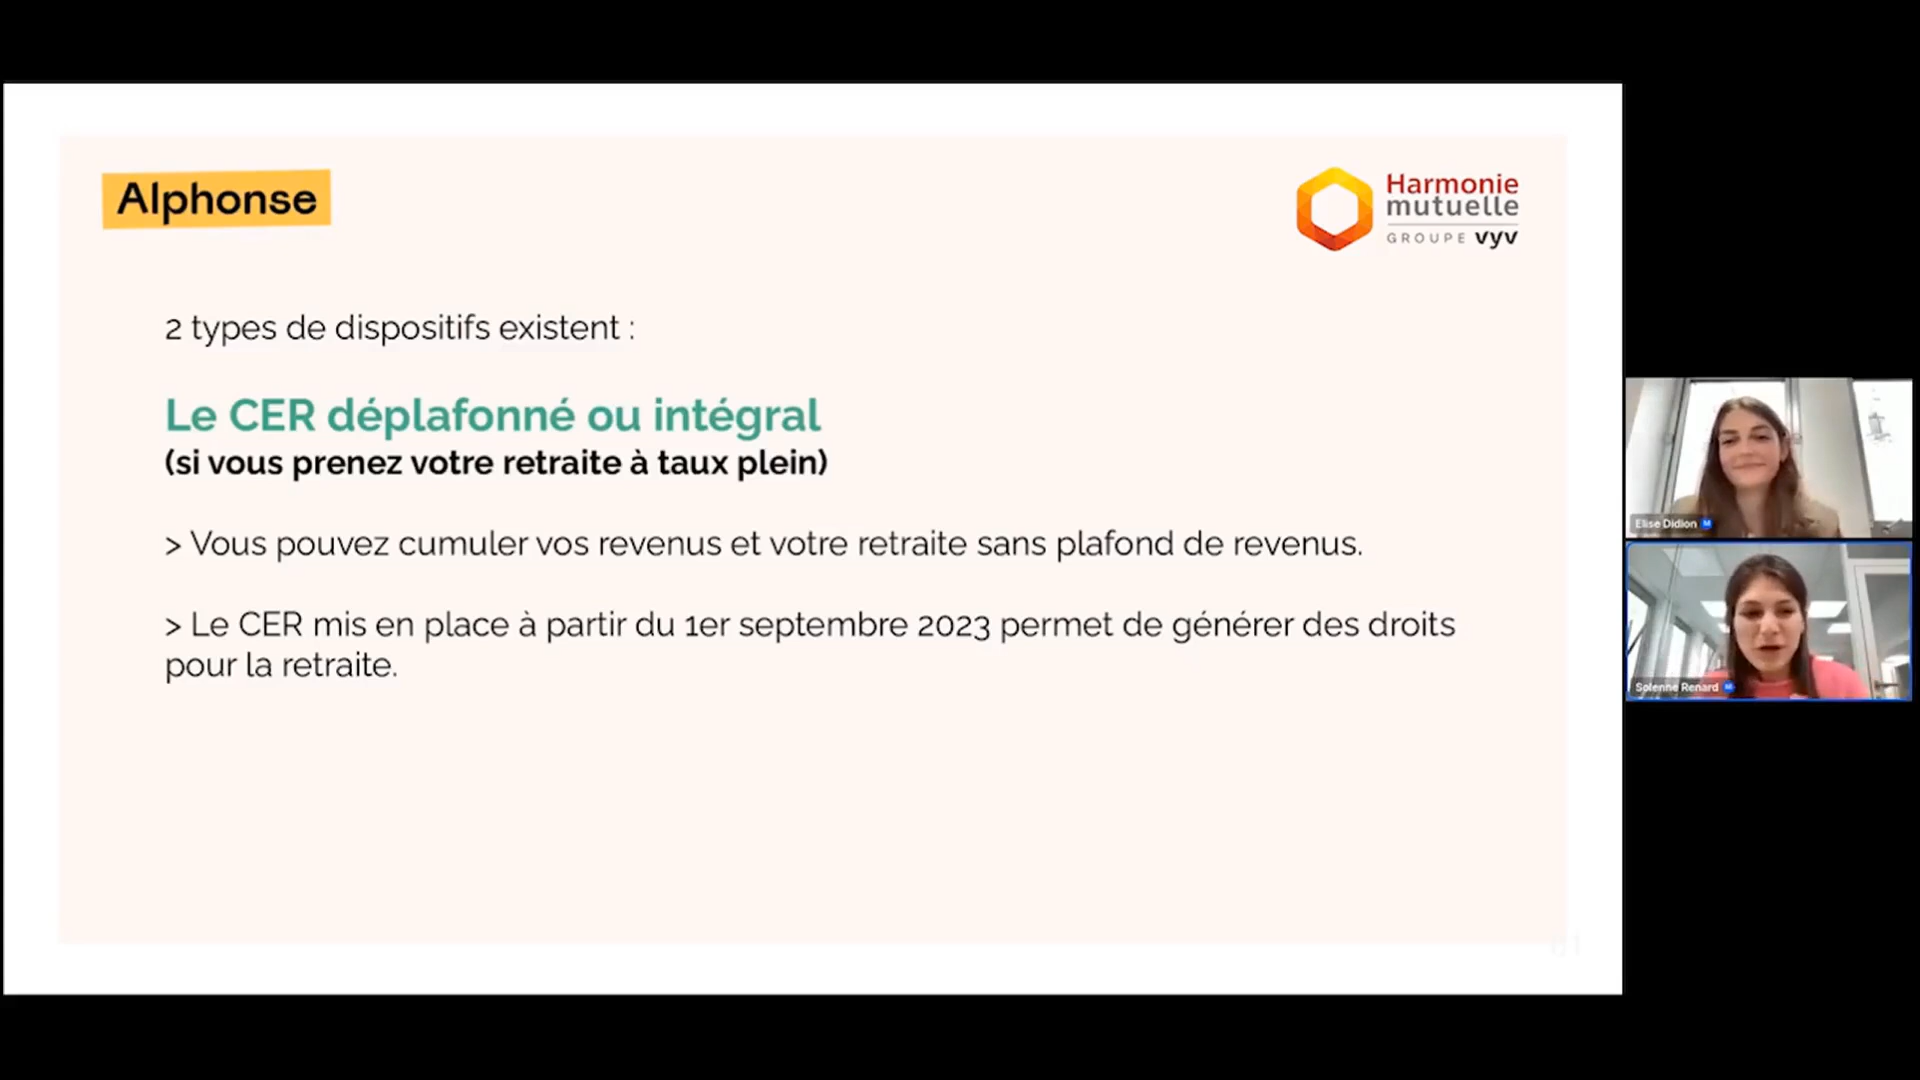 Alphonse
Harmonie
mutuelle
GROUPE vyv
2 types de dispositifs existent :
Le CER déplafonné ou intégral
(si vous prenez votre retraite à taux plein)
> Vous pouvez cumuler vos revenus et votre retraite sans plafond de revenus.
> Le CER mis en place à partir du 1er septembre 2023 permet de générer des droits
pour la retraite.
Elise Didion
Solenne Renard